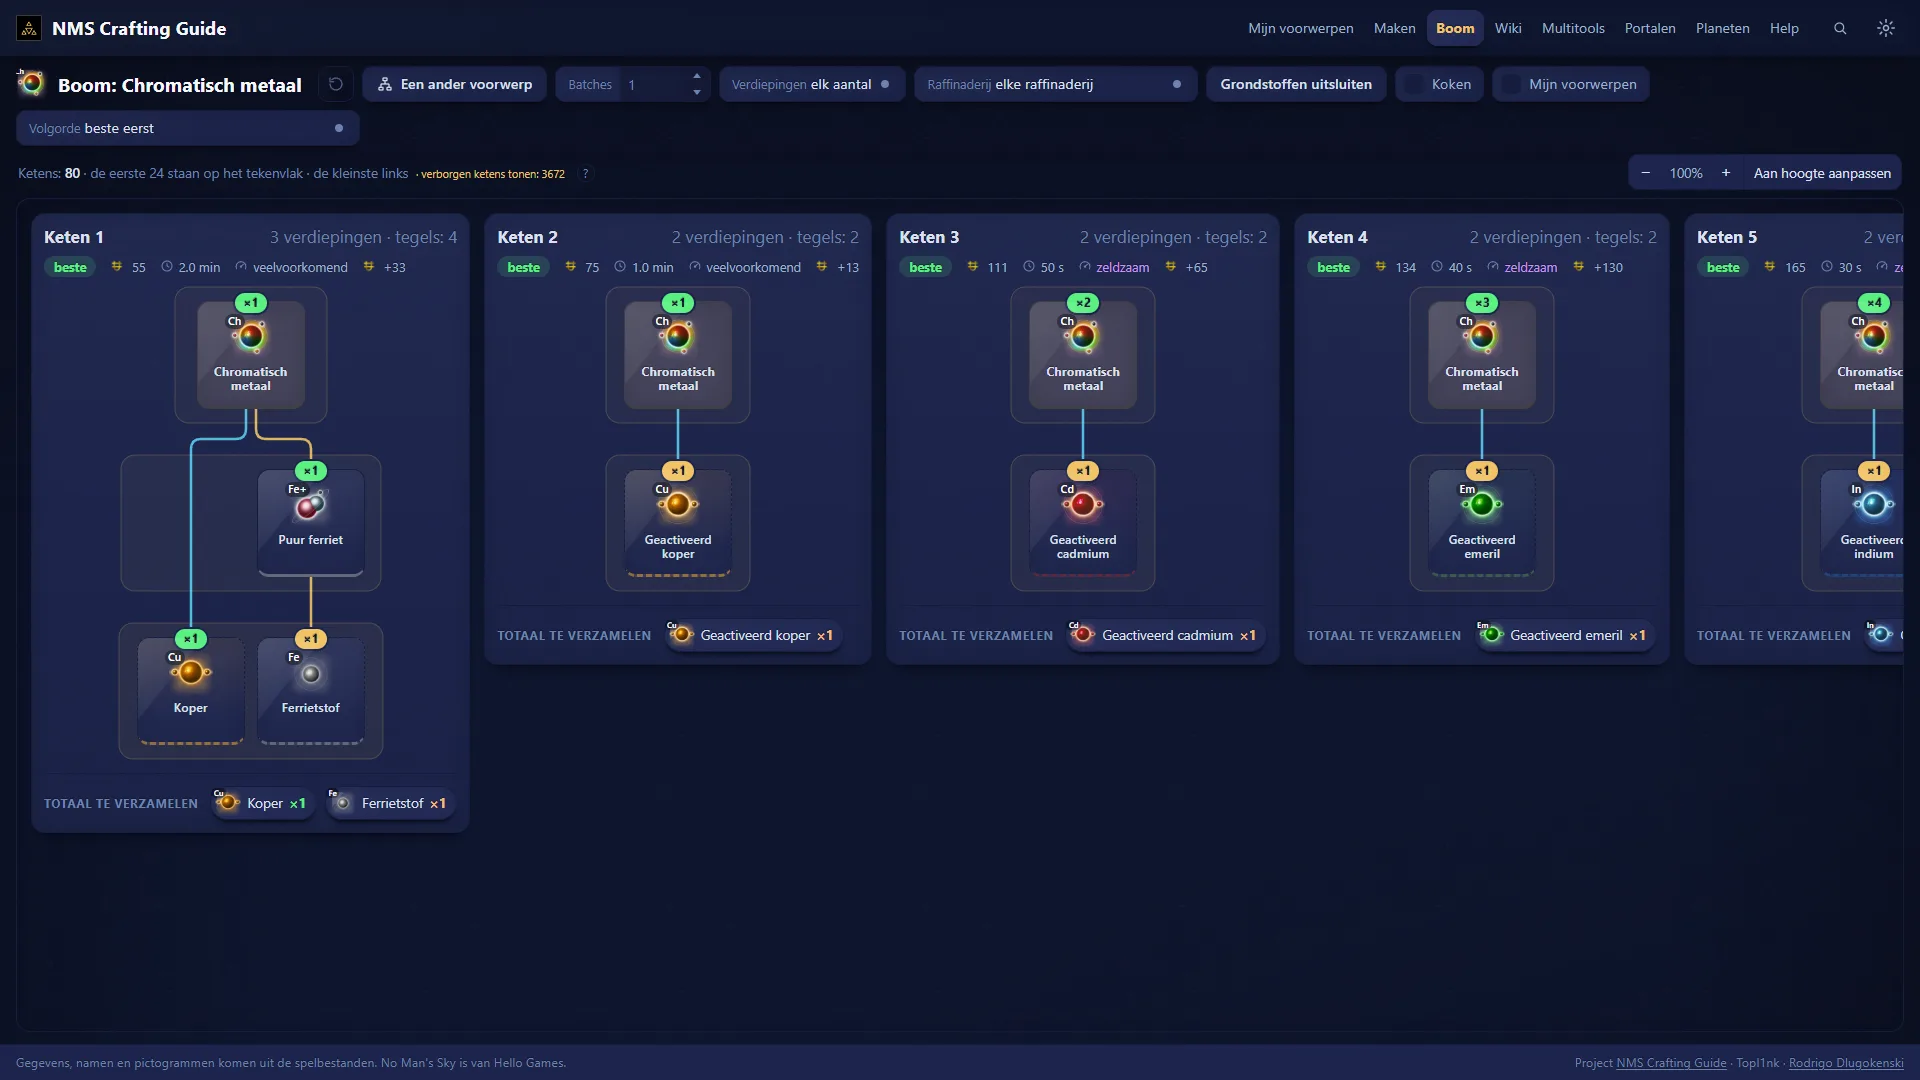 NMS Crafting Guide
Mijn voorwerpen Maken Boom Wiki Multitools Portalen Planeten Help
Boom: Chromatisch metaal
Een ander voorwerp
Batches 1
Verdiepingen elk aantal
Raffinaderij elke raffinaderij
Grondstoffen uitsluiten
Koken
Mijn voorwerpen
Volgorde beste eerst
Ketens: 80 · de eerste 24 staan op het tekenvlak · de kleinste links · verborgen ketens tonen: 3672 ?
− 100% + Aan hoogte aanpassen
Keten 1 3 verdiepingen · tegels: 4
beste 55 2.0 min veelvoorkomend +33
×1
Ch
Chromatisch
metaal
×1
Fe+
Puur ferriet
×1 ×1
Cu Fe
Koper Ferrietstof
TOTAAL TE VERZAMELEN Cu Koper ×1 Fe Ferrietstof ×1
Keten 2 2 verdiepingen · tegels: 2
beste 75 1.0 min veelvoorkomend +13
×1
Ch
Chromatisch
metaal
×1
Cu
Geactiveerd
koper
TOTAAL TE VERZAMELEN Cu Geactiveerd koper ×1
Keten 3 2 verdiepingen · tegels: 2
beste 111 50 s zeldzaam +65
×2
Ch
Chromatisch
metaal
×1
Cd
Geactiveerd
cadmium
TOTAAL TE VERZAMELEN Cd Geactiveerd cadmium ×1
Keten 4 2 verdiepingen · tegels: 2
beste 134 40 s zeldzaam +130
×3
Ch
Chromatisch
metaal
×1
Em
Geactiveerd
emeril
TOTAAL TE VERZAMELEN Em Geactiveerd emeril ×1
Keten 5 2 ver
beste 165 30 s ze
×4
Ch
Chromatisc
metaal
×1
In
Geactiveerd
indium
TOTAAL TE VERZAMELEN In
Gegevens, namen en pictogrammen komen uit de spelbestanden. No Man's Sky is van Hello Games.
Project NMS Crafting Guide · Topl1nk · Rodrigo Dlugokenski